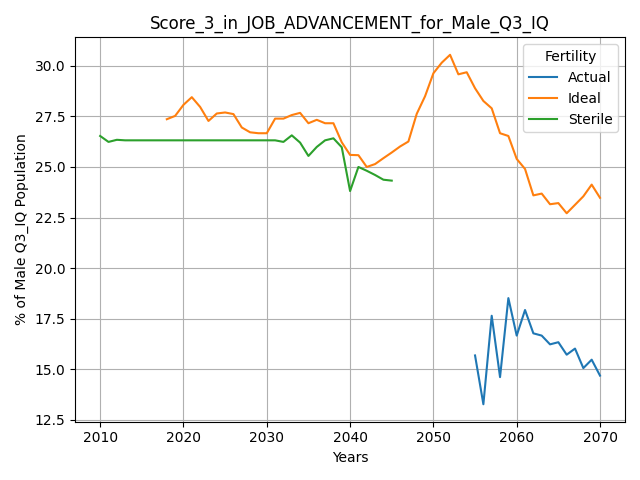 Score_3_in_JOB_ADVANCEMENT_for_Male_Q3_IQ
% of Male Q3_IQ Population
30.0
27.5
25.0
22.5
20.0
17.5
15.0
12.5
Fertility
Actual
Ideal
Sterile
2010 2020 2030 2040 2050 2060 2070
Years